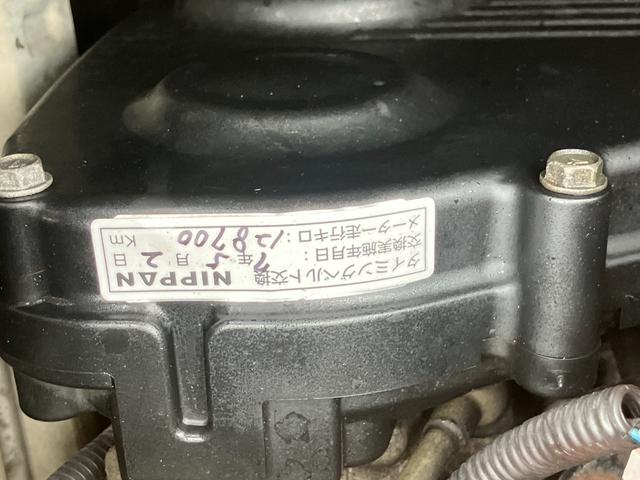 タイミングベルト交換 NIPPAN
交換実施年月日：7年5月2日
メーター走行キロ：128700 Km